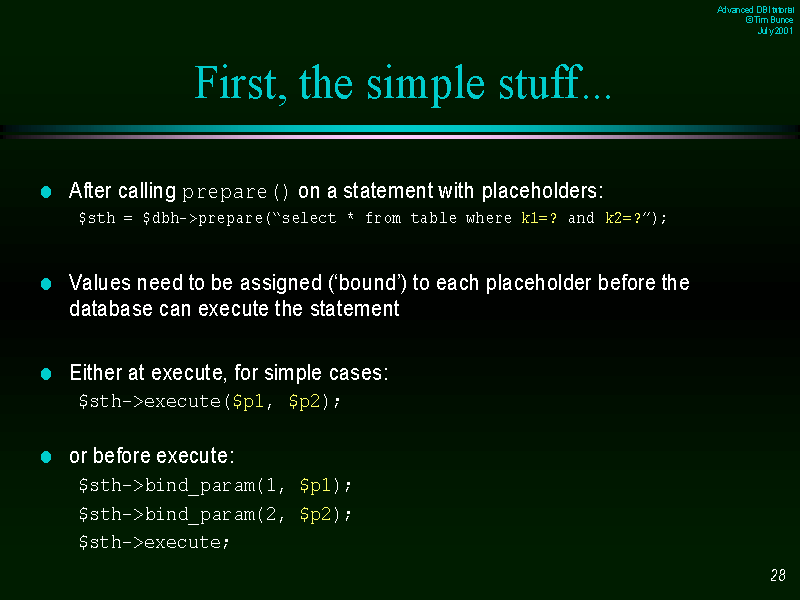 Advanced DBI tutorial
© Tim Bunce
July 2001
First, the simple stuff...
After calling prepare() on a statement with placeholders:
$sth = $dbh->prepare(“select * from table where k1=? and k2=?”);
Values need to be assigned (‘bound’) to each placeholder before the
database can execute the statement
Either at execute, for simple cases:
$sth->execute($p1, $p2);
or before execute:
$sth->bind_param(1, $p1);
$sth->bind_param(2, $p2);
$sth->execute;
28